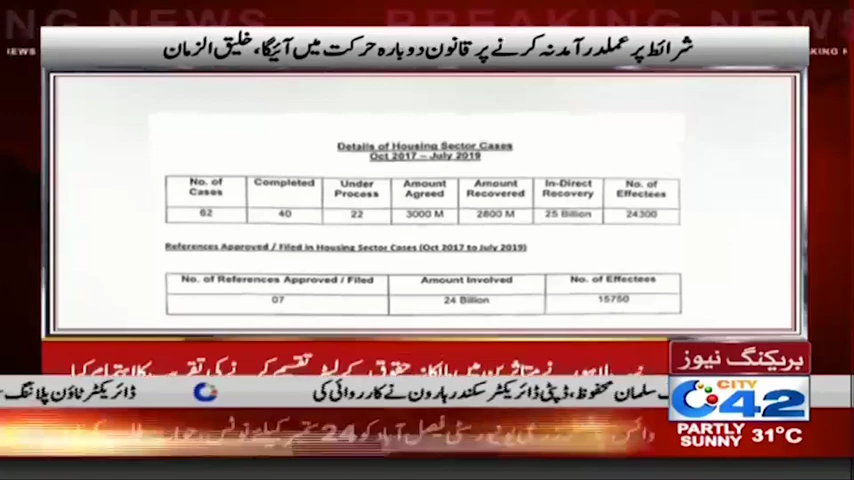 BREAKING NEWS
شرائط پر عملدرآمد نہ کرنے پر قانون دوبارہ حرکت میں آئیگا، خلیق الزمان
Details of Housing Sector Cases
Oct 2017 – July 2019
No. of Cases Completed Under Process Amount Agreed Amount Recovered In-Direct Recovery No. of Effectees
62 40 22 3000 M 2800 M 25 Billion 24300
References Approved / Filed in Housing Sector Cases (Oct 2017 to July 2019)
No. of References Approved / Filed Amount Involved No. of Effectees
07 24 Billion 15750
بریکنگ نیوز
سلمان محفوظ، ڈپٹی ڈائریکٹر سکندر ہارون نے کارروائی کی
ڈائریکٹر ٹاؤن پلاننگ
CITY 42
PARTLY SUNNY 31°C